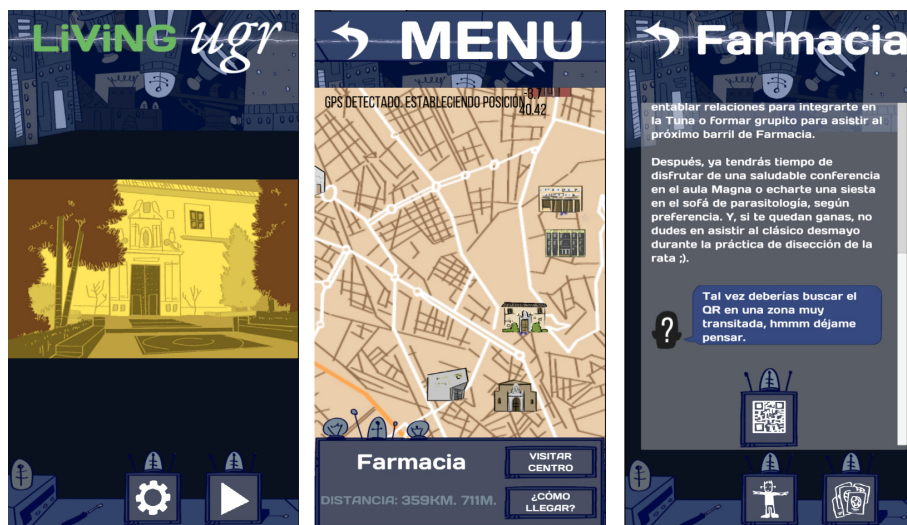 LiViNG ugr
MENU
GPS DETECTADO. ESTABLECIENDO POSICIÓN
-3.7
40.42
Farmacia
VISITAR
CENTRO
DISTANCIA: 359KM. 711M.
¿CÓMO
LLEGAR?
Farmacia
entablar relaciones para integrarte en
la Tuna o formar grupito para asistir al
próximo barril de Farmacia.
Después, ya tendrás tiempo de
disfrutar de una saludable conferencia
en el aula Magna o echarte una siesta
en el sofá de parasitología, según
preferencia. Y, si te quedan ganas, no
dudes en asistir al clásico desmayo
durante la práctica de disección de la
rata ;).
Tal vez deberías buscar el
QR en una zona muy
transitada, hmmm déjame
pensar.
?